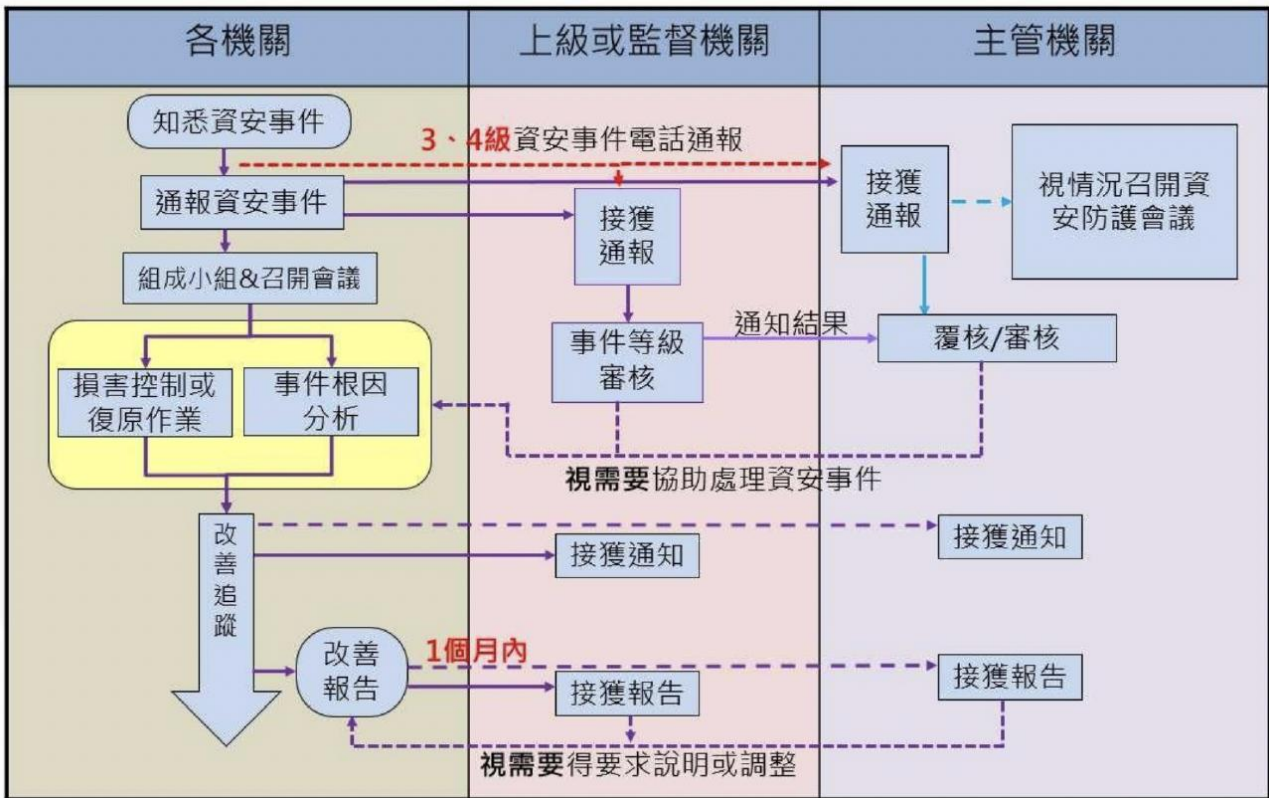 各機關
上級或監督機關
主管機關
知悉資安事件
3、4級資安事件電話通報
通報資安事件
接獲
通報
接獲
通報
視情況召開資
安防護會議
組成小組&召開會議
通知結果
事件等級
審核
覆核/審核
損害控制或
復原作業
事件根因
分析
視需要協助處理資安事件
改
善
追
蹤
接獲通知
接獲通知
改善
報告
1個月內
接獲報告
接獲報告
視需要得要求說明或調整